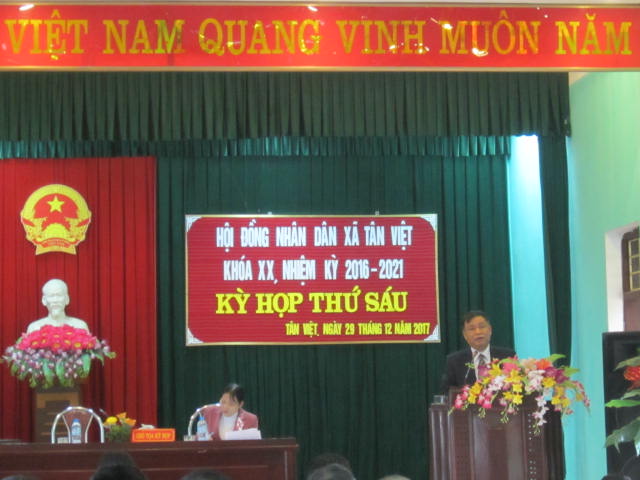 VIỆT NAM QUANG VINH MUÔN NĂM
HỘI ĐỒNG NHÂN DÂN XÃ TÂN VIỆT
KHÓA XX, NHIỆM KỲ 2016-2021
KỲ HỌP THỨ SÁU
TÂN VIỆT, NGÀY 29 THÁNG 12 NĂM 2017
CHỦ TỌA KỲ HỌP